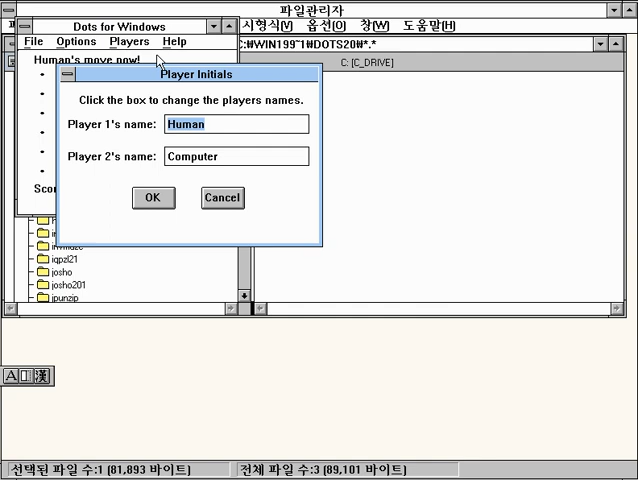 파일관리자
Dots for Windows
시형식(V) 옵션(O) 창(W) 도움말(H)
File Options Players Help
C:₩WIN199~1₩DOTS20₩*.*
Human's move now!
C: [C_DRIVE]
Player Initials
Click the box to change the players names.
Player 1's name: Human
Player 2's name: Computer
OK Cancel
Scor
iqpzl21
josho
josho201
jpunzip
A 漢
선택된 파일 수:1 (81,893 바이트) 전체 파일 수:3 (89,101 바이트)